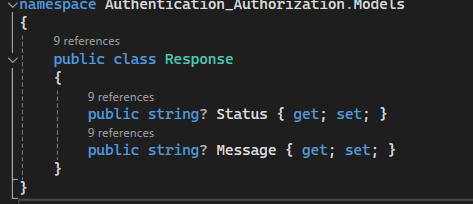 namespace Authentication_Authorization.Models
{
9 references
public class Response
{
9 references
public string? Status { get; set; }
9 references
public string? Message { get; set; }
}
}